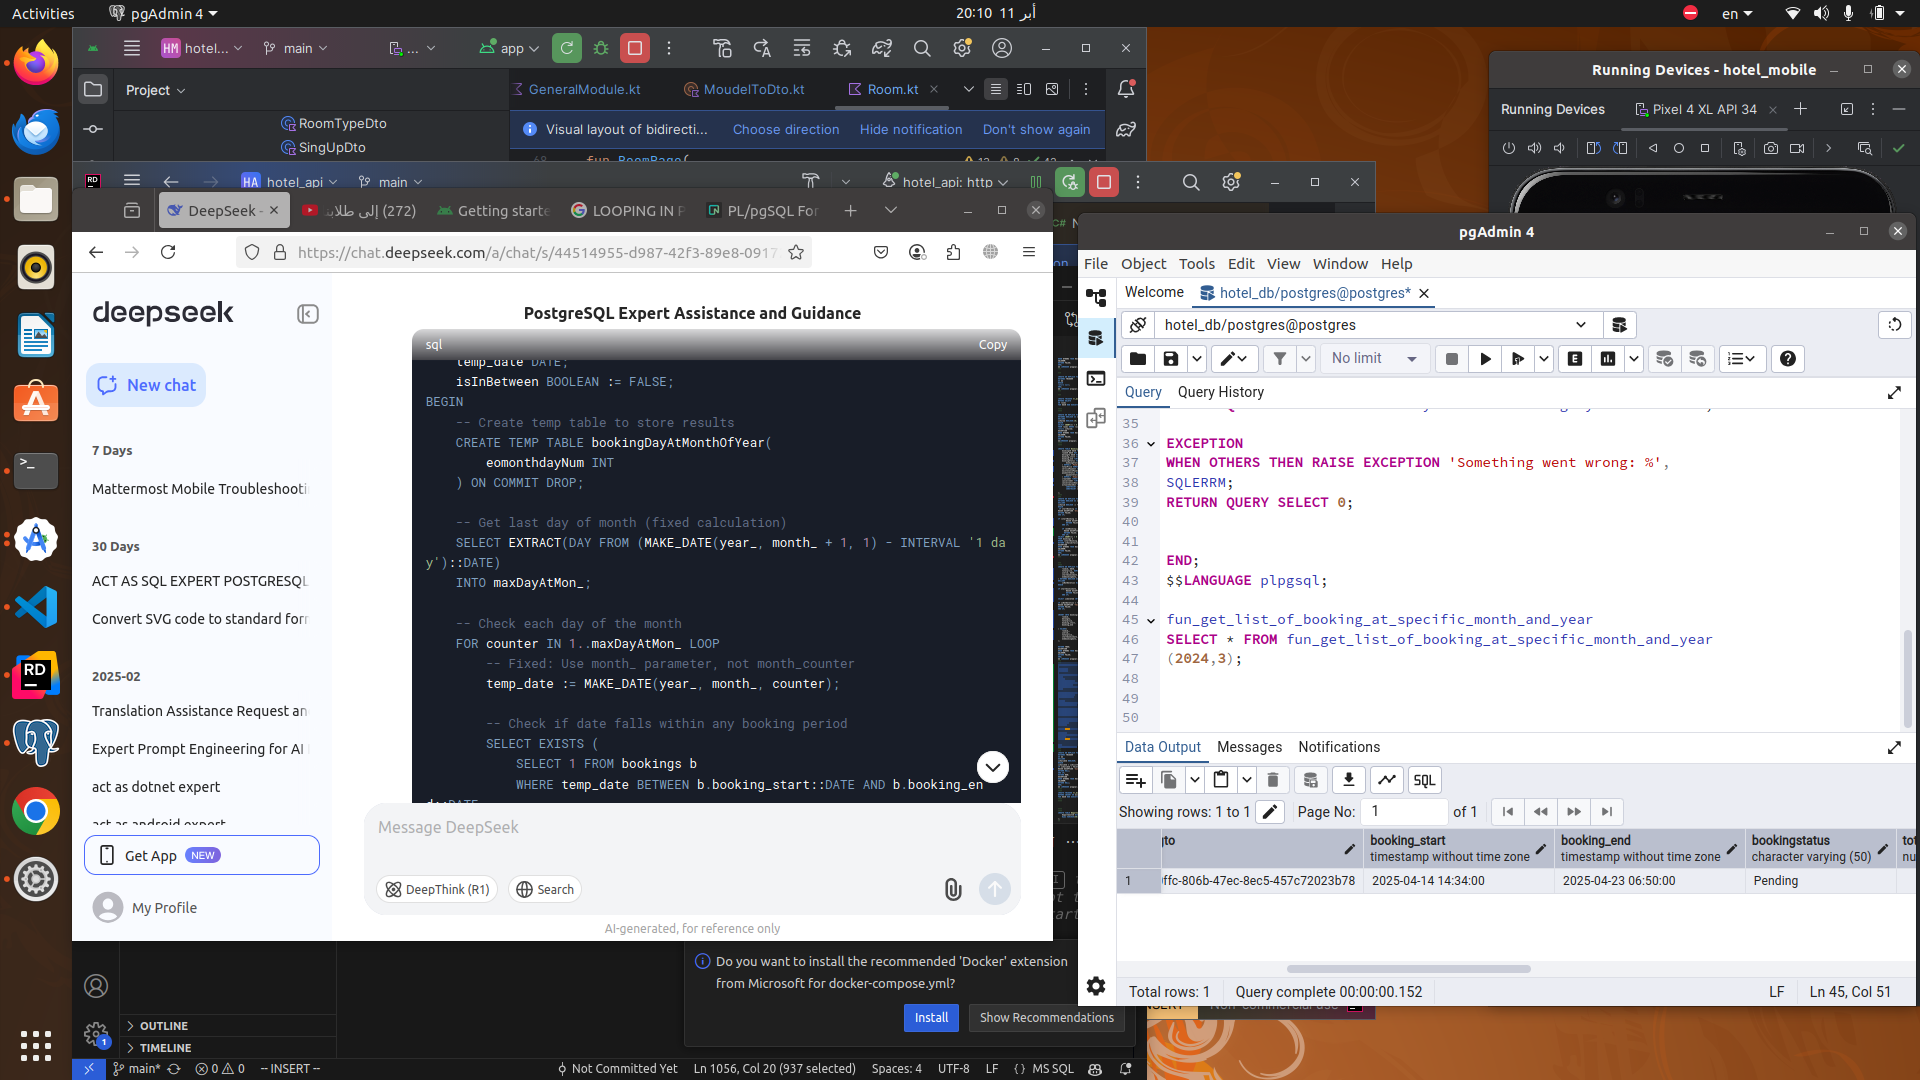 Activities
pgAdmin 4
20:10 11 أبر
en
hotel...
main
...
app
Project
GeneralModule.kt
MoudelToDto.kt
Room.kt
RoomTypeDto
SingUpDto
Visual layout of bidirecti...
Choose direction
Hide notification
Don't show again
HA
hotel_api
main
hotel_api: http
Running Devices - hotel_mobile
Running Devices
Pixel 4 XL API 34
DeepSeek -
(272) إلى طلابنا
Getting starte
LOOPING IN P
PL/pgSQL For
https://chat.deepseek.com/a/chat/s/44514955-d987-42f3-89e8-0917
deepseek
New chat
7 Days
Mattermost Mobile Troubleshooti
30 Days
ACT AS SQL EXPERT POSTGRESQL
Convert SVG code to standard forr
2025-02
Translation Assistance Request an
Expert Prompt Engineering for AI
act as dotnet expert
act as android expert
Get App NEW
My Profile
PostgreSQL Expert Assistance and Guidance
sql
Copy
temp_date DATE;
isInBetween BOOLEAN := FALSE;
BEGIN
-- Create temp table to store results
CREATE TEMP TABLE bookingDayAtMonthOfYear(
eomonthdayNum INT
) ON COMMIT DROP;
-- Get last day of month (fixed calculation)
SELECT EXTRACT(DAY FROM (MAKE_DATE(year_, month_ + 1, 1) - INTERVAL '1 da
y')::DATE)
INTO maxDayAtMon_;
-- Check each day of the month
FOR counter IN 1..maxDayAtMon_ LOOP
-- Fixed: Use month_ parameter, not month_counter
temp_date := MAKE_DATE(year_, month_, counter);
-- Check if date falls within any booking period
SELECT EXISTS (
SELECT 1 FROM bookings b
WHERE temp_date BETWEEN b.booking_start::DATE AND b.booking_en
d::DATE
Message DeepSeek
DeepThink (R1)
Search
AI-generated, for reference only
pgAdmin 4
File Object Tools Edit View Window Help
Welcome
hotel_db/postgres@postgres*
hotel_db/postgres@postgres
No limit
Query
Query History
35
36 EXCEPTION
37 WHEN OTHERS THEN RAISE EXCEPTION 'Something went wrong: %',
38 SQLERRM;
39 RETURN QUERY SELECT 0;
40
41
42 END;
43 $$LANGUAGE plpgsql;
44
45 fun_get_list_of_booking_at_specific_month_and_year
46 SELECT * FROM fun_get_list_of_booking_at_specific_month_and_year
47 (2024,3);
48
49
50
Data Output Messages Notifications
SQL
Showing rows: 1 to 1
Page No: 1 of 1
booking_start
timestamp without time zone
booking_end
timestamp without time zone
bookingstatus
character varying (50)
1
ffc-806b-47ec-8ec5-457c72023b78
2025-04-14 14:34:00
2025-04-23 06:50:00
Pending
Total rows: 1
Query complete 00:00:00.152
LF
Ln 45, Col 51
Do you want to install the recommended 'Docker' extension
from Microsoft for docker-compose.yml?
Install
Show Recommendations
OUTLINE
TIMELINE
main*
0 0
-- INSERT --
Not Committed Yet
Ln 1056, Col 20 (937 selected)
Spaces: 4
UTF-8
LF
MS SQL